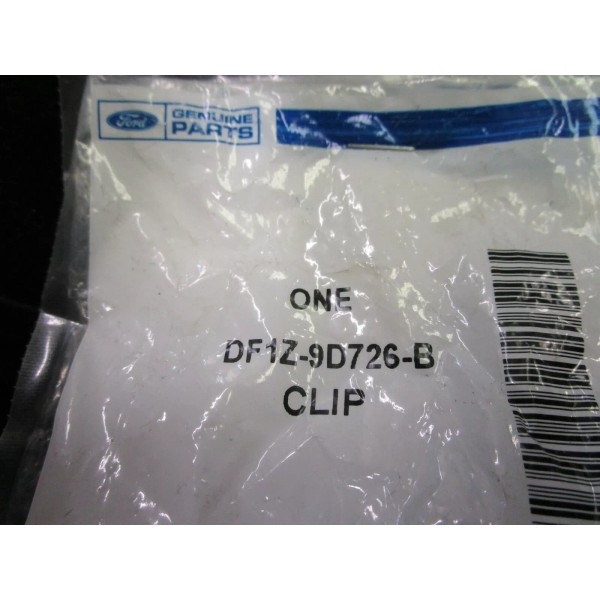 Ford
GENUINE
PARTS
ONE
DF1Z-9D726-B
CLIP